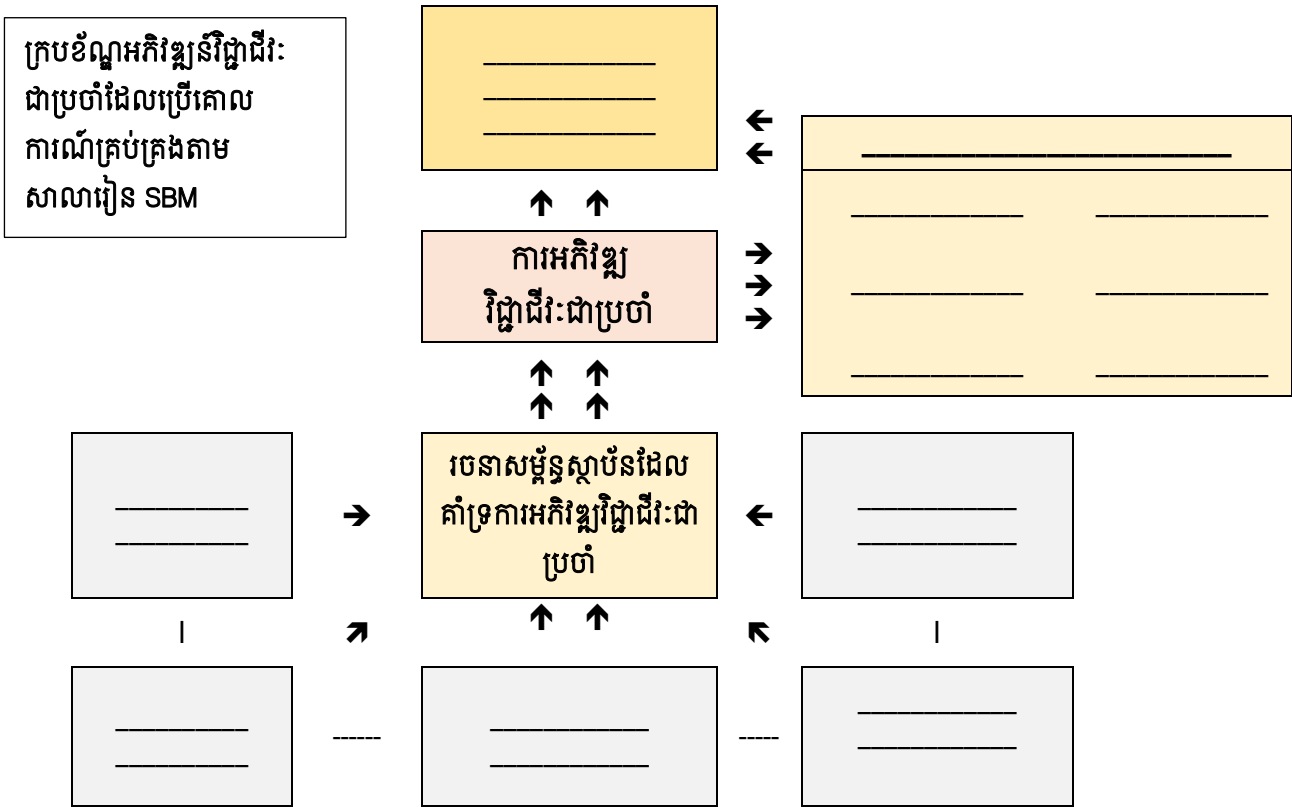 ក្របខ័ណ្ឌអភិវឌ្ឍន៍វិជ្ជាជីវៈ
ជាប្រចាំដែលប្រើគោល
ការណ៍គ្រប់គ្រងតាម
សាលារៀន SBM
ការអភិវឌ្ឍ
វិជ្ជាជីវៈជាប្រចាំ
រចនាសម្ព័ន្ធស្ថាប័នដែល
គាំទ្រការអភិវឌ្ឍវិជ្ជាជីវៈជា
ប្រចាំ